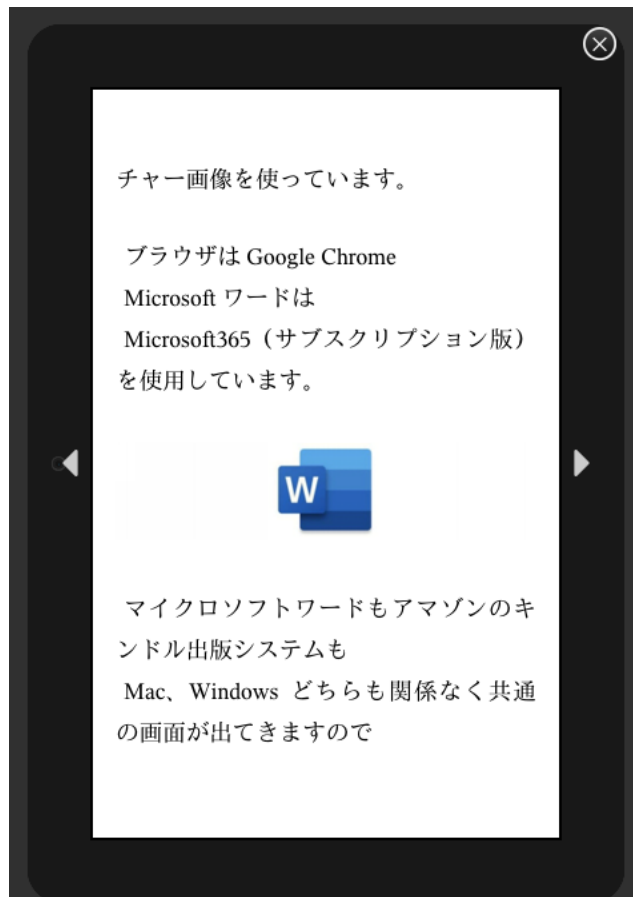 チャー画像を使っています。
ブラウザは Google Chrome
Microsoft ワードは
Microsoft365（サブスクリプション版）
を使用しています。
W
マイクロソフトワードもアマゾンのキ
ンドル出版システムも
Mac、Windows どちらも関係なく共通
の画面が出てきますので